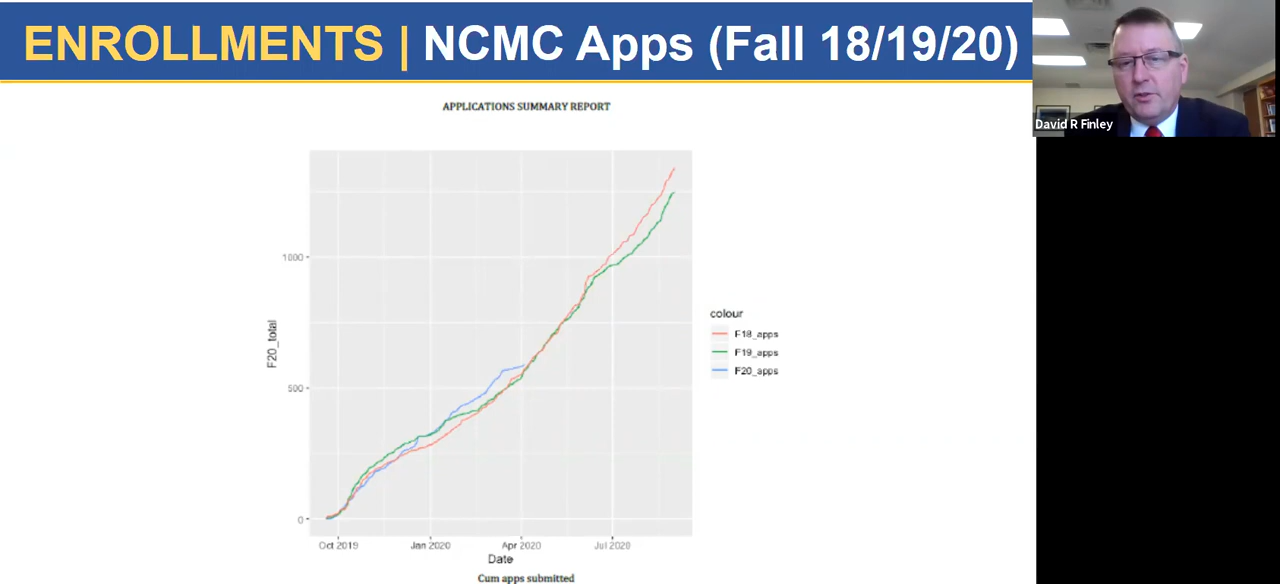 ENROLLMENTS | NCMC Apps (Fall 18/19/20)
David R Finley
APPLICATIONS SUMMARY REPORT
1000
500
0
F20_total
Oct 2019 Jan 2020 Apr 2020 Jul 2020
Date
colour
F18_apps
F19_apps
F20_apps
Cum apps submitted